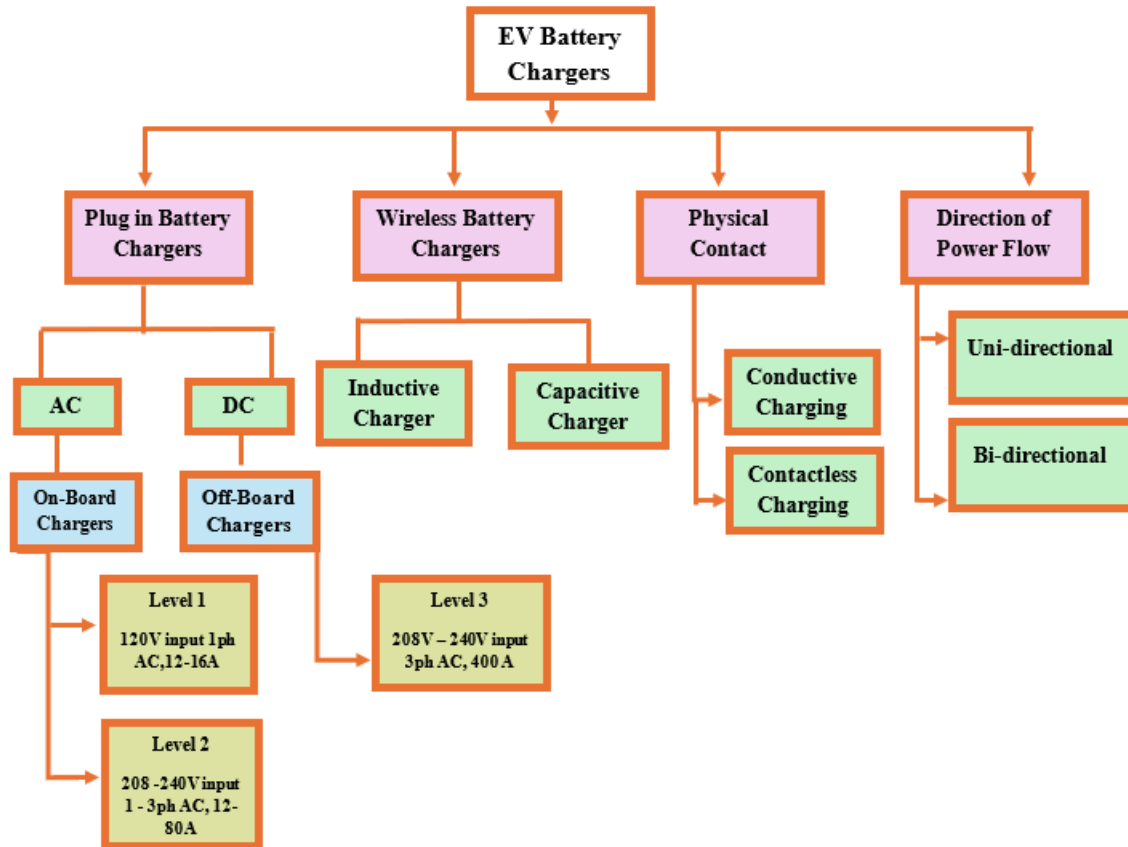 EV Battery
Chargers
Plug in Battery
Chargers
Wireless Battery
Chargers
Physical
Contact
Direction of
Power Flow
AC
DC
Inductive
Charger
Capacitive
Charger
Conductive
Charging
Contactless
Charging
Uni-directional
Bi-directional
On-Board
Chargers
Off-Board
Chargers
Level 1
120V input 1ph
AC,12-16A
Level 2
208 -240V input
1 - 3ph AC, 12-
80A
Level 3
208V – 240V input
3ph AC, 400 A